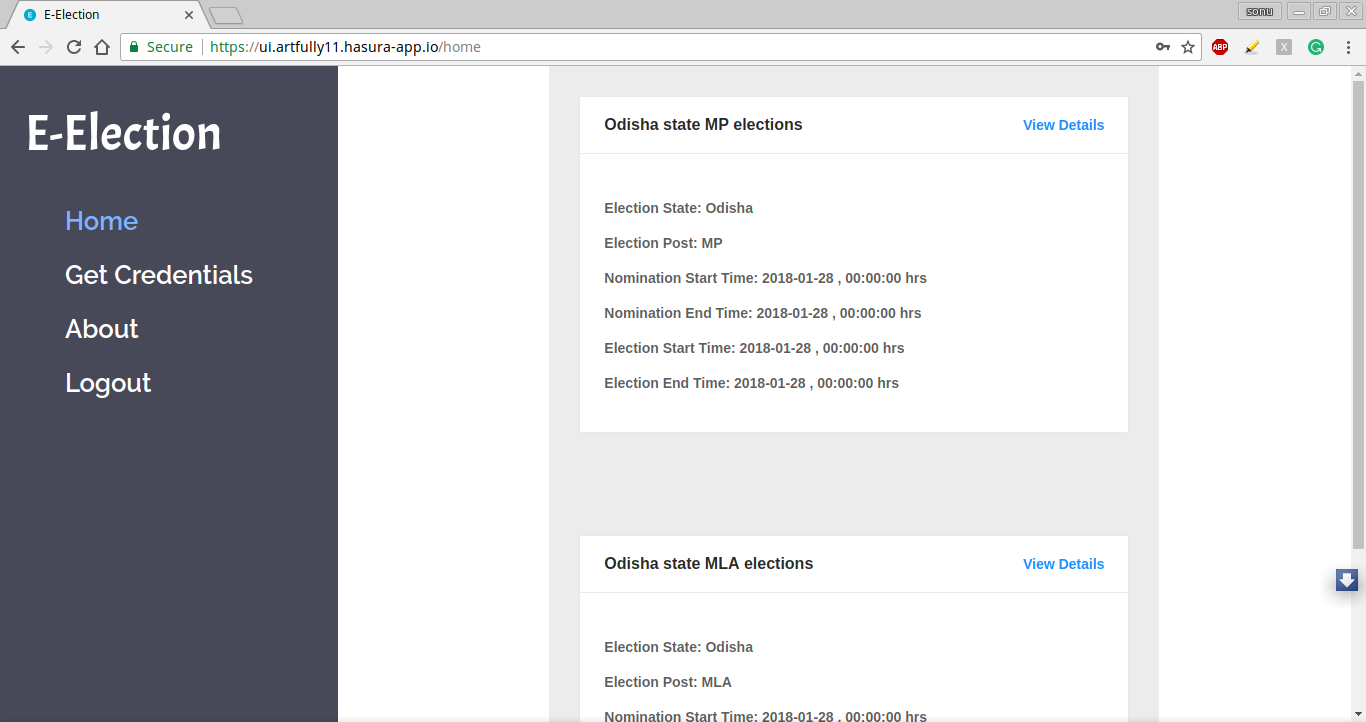 E-Election
sonu
Secure
https://ui.artfully11.hasura-app.io/home
ABP
X
E-Election
Home
Get Credentials
About
Logout
Odisha state MP elections
View Details
Election State: Odisha
Election Post: MP
Nomination Start Time: 2018-01-28 , 00:00:00 hrs
Nomination End Time: 2018-01-28 , 00:00:00 hrs
Election Start Time: 2018-01-28 , 00:00:00 hrs
Election End Time: 2018-01-28 , 00:00:00 hrs
Odisha state MLA elections
View Details
Election State: Odisha
Election Post: MLA
Nomination Start Time: 2018-01-28 , 00:00:00 hrs